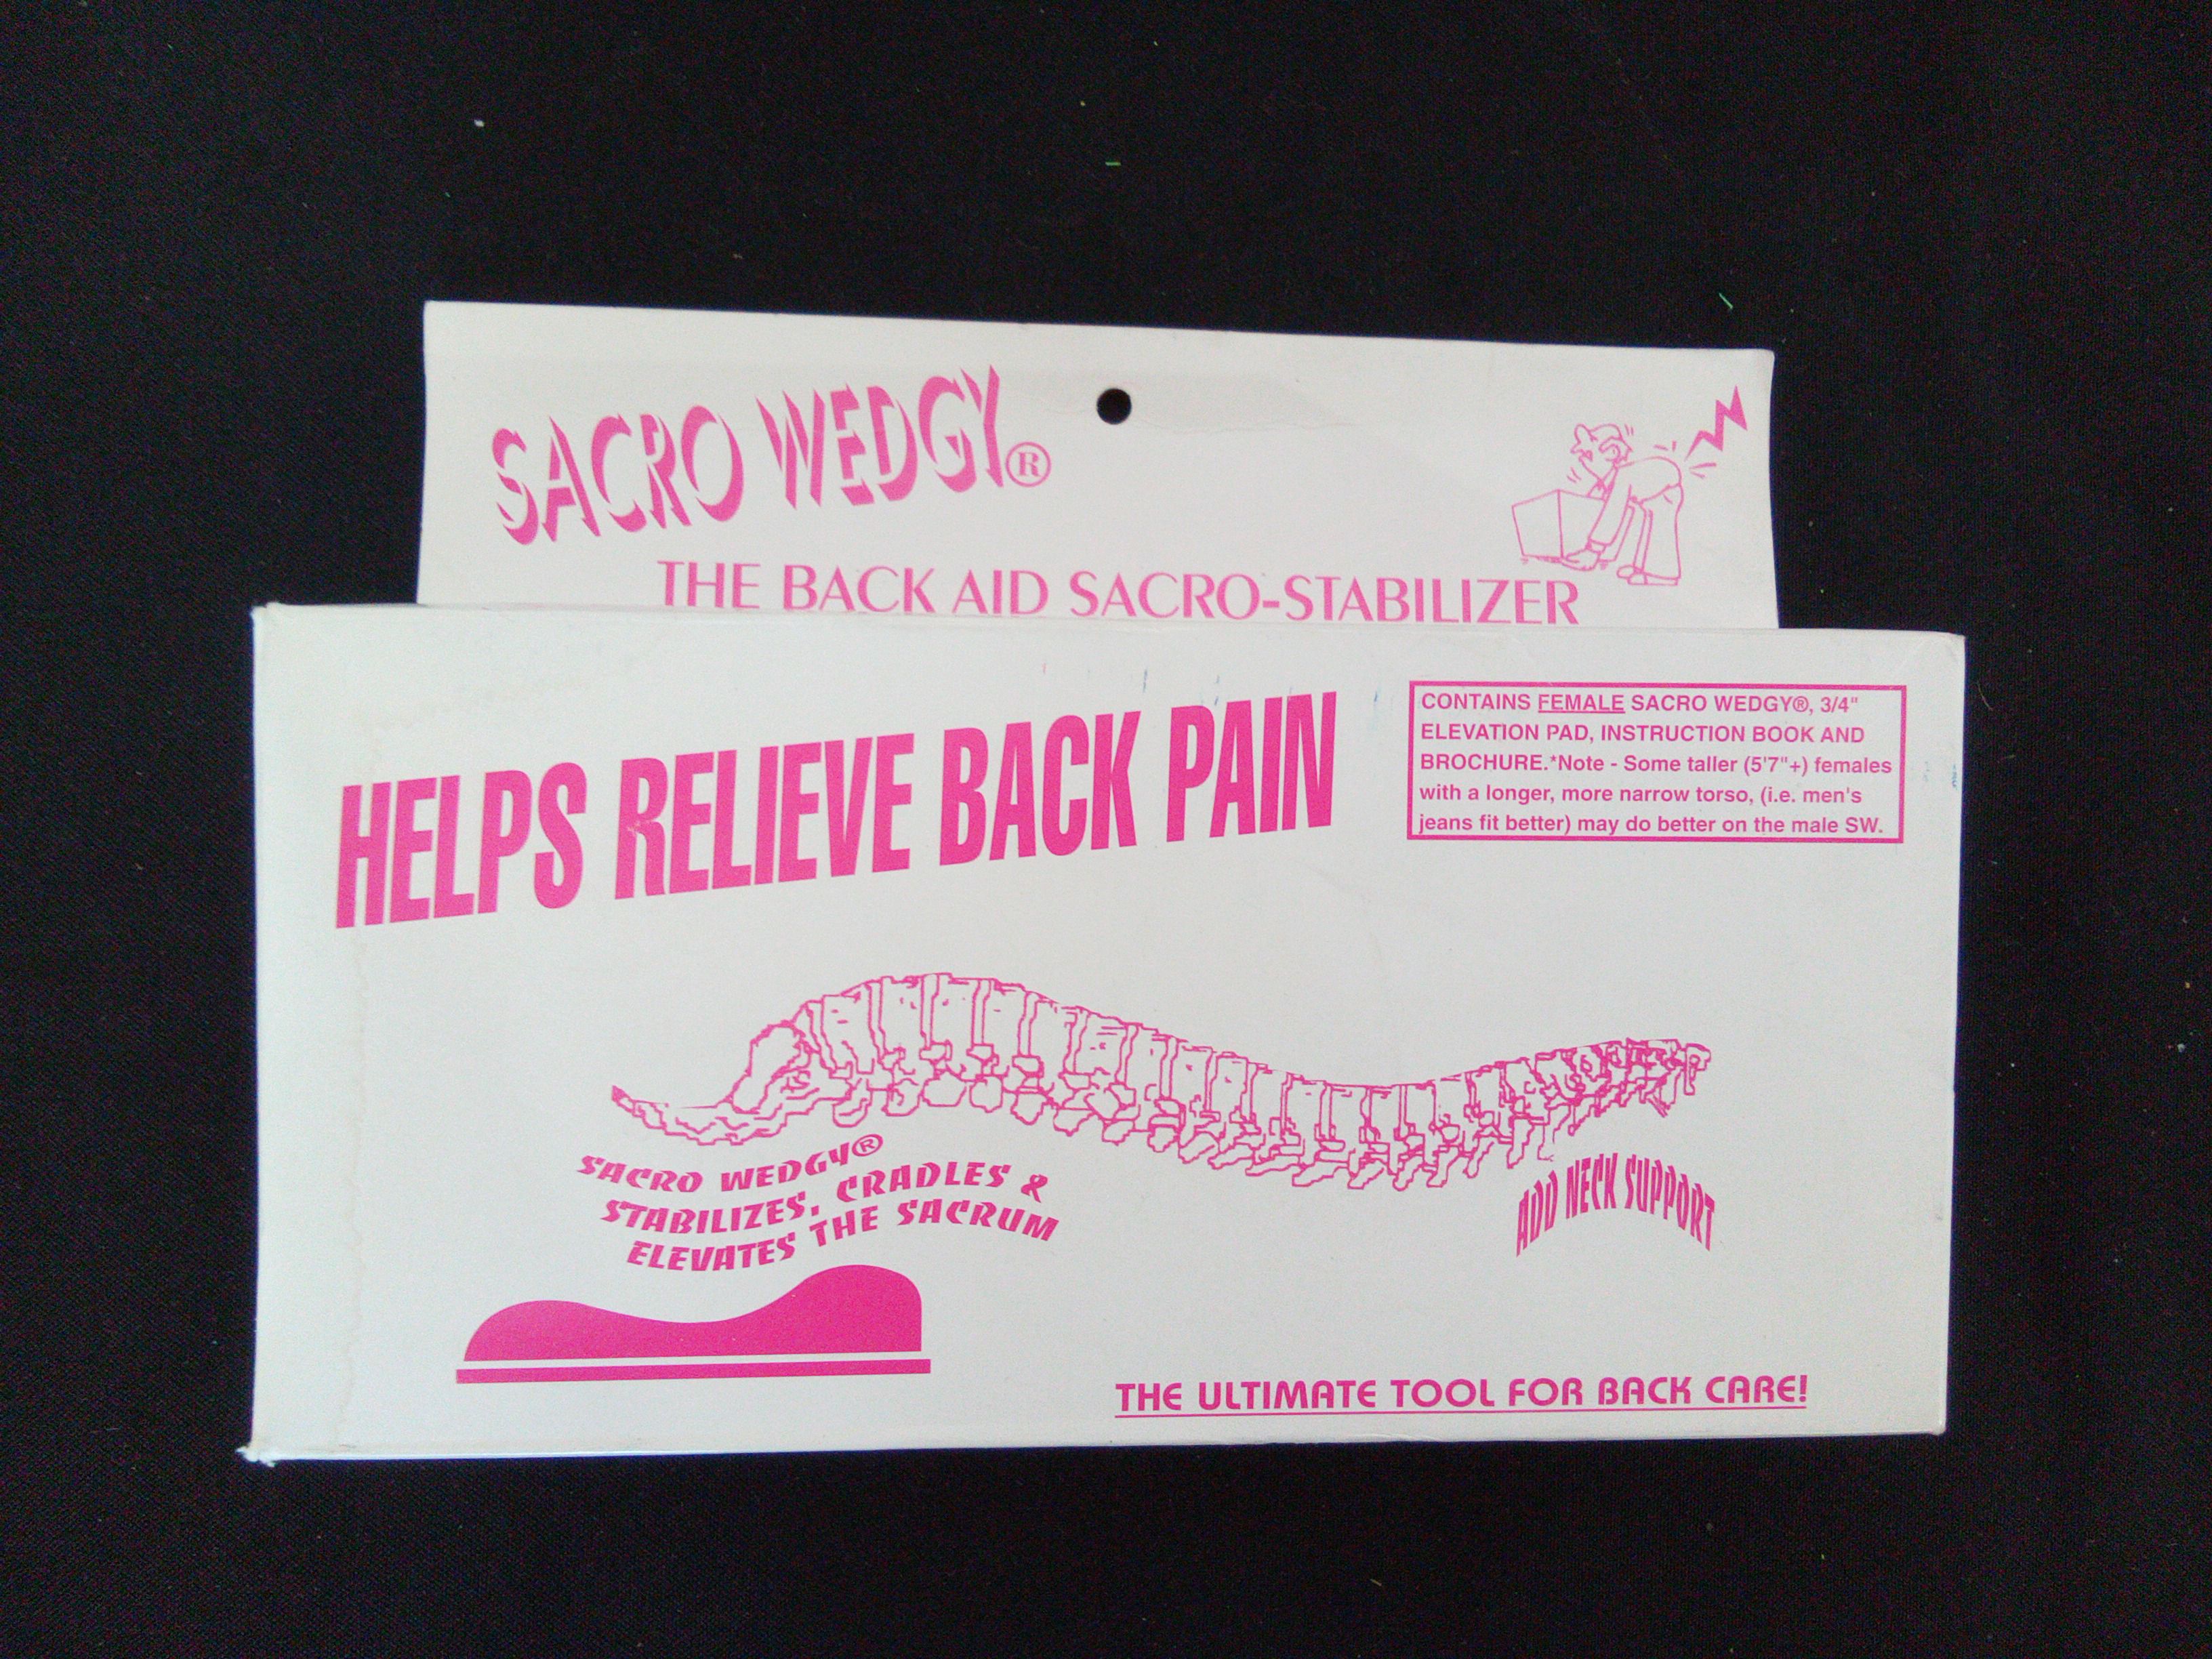 SACRO WEDGY®
THE BACK AID SACRO-STABILIZER
HELPS RELIEVE BACK PAIN
CONTAINS FEMALE SACRO WEDGY®, 3/4"
ELEVATION PAD, INSTRUCTION BOOK AND
BROCHURE.*Note - Some taller (5'7"+) females
with a longer, more narrow torso, (i.e. men's
jeans fit better) may do better on the male SW.
SACRO WEDGY®
STABILIZES, CRADLES &
ELEVATES THE SACRUM
ADD NECK SUPPORT
THE ULTIMATE TOOL FOR BACK CARE!